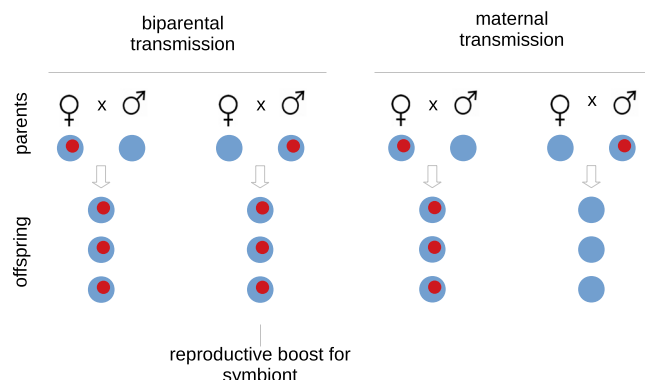 biparental
transmission
maternal
transmission
parents
♀ x ♂
♀ x ♂
♀ x ♂
♀ x ♂
offspring
reproductive boost for
symbiont